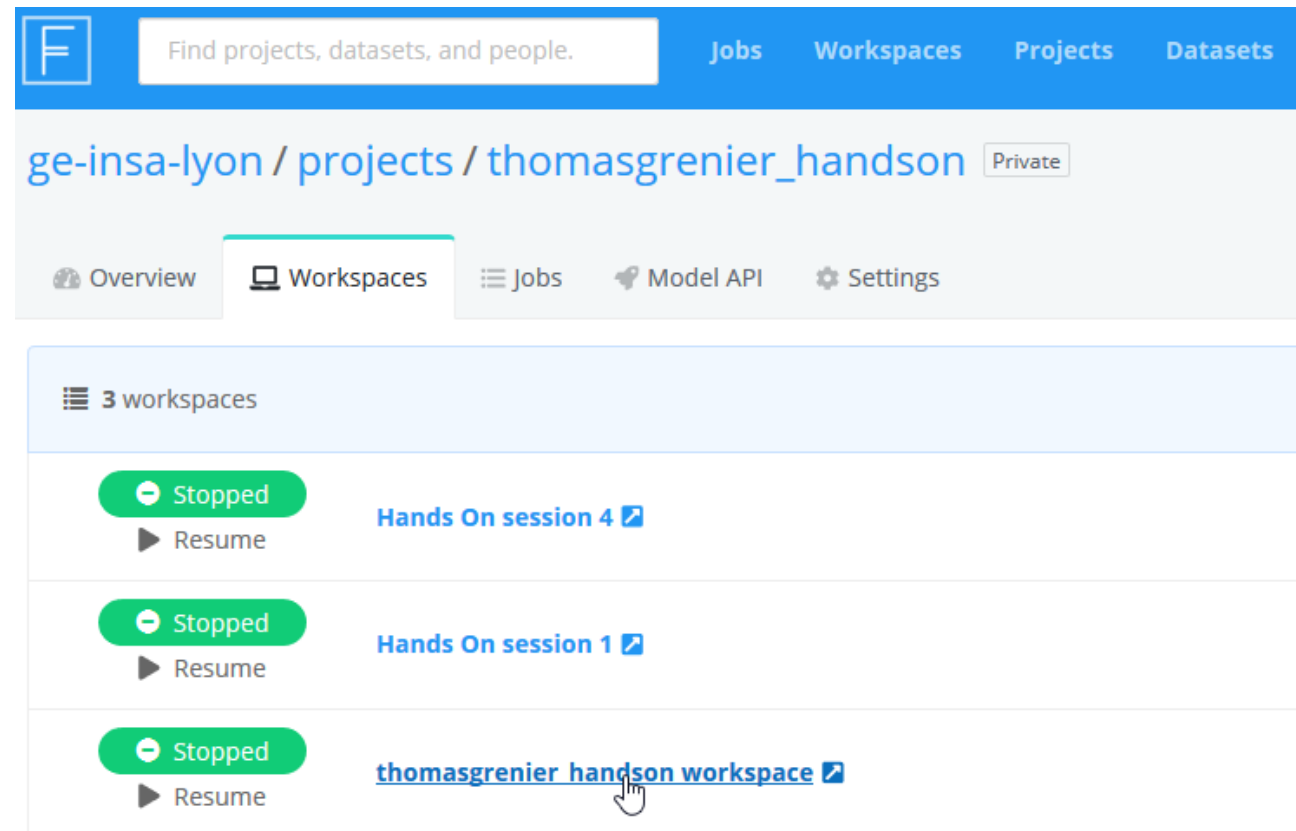 F Find projects, datasets, and people. Jobs Workspaces Projects Datasets
ge-insa-lyon / projects / thomasgrenier_handson Private
Overview Workspaces Jobs Model API Settings
3 workspaces
Stopped
Hands On session 4
Resume
Stopped
Hands On session 1
Resume
Stopped
thomasgrenier_handson workspace
Resume